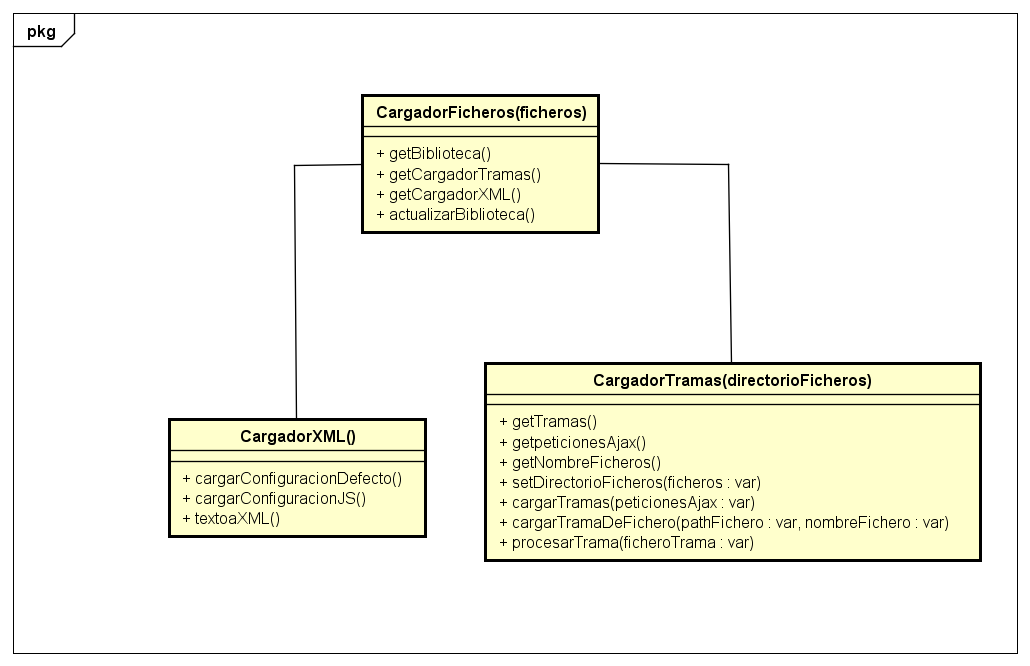 pkg
CargadorFicheros(ficheros)
+ getBiblioteca()
+ getCargadorTramas()
+ getCargadorXML()
+ actualizarBiblioteca()
CargadorXML()
+ cargarConfiguracionDefecto()
+ cargarConfiguracionJS()
+ textoaXML()
CargadorTramas(directorioFicheros)
+ getTramas()
+ getpeticionesAjax()
+ getNombreFicheros()
+ setDirectorioFicheros(ficheros : var)
+ cargarTramas(peticionesAjax : var)
+ cargarTramaDeFichero(pathFichero : var, nombreFichero : var)
+ procesarTrama(ficheroTrama : var)